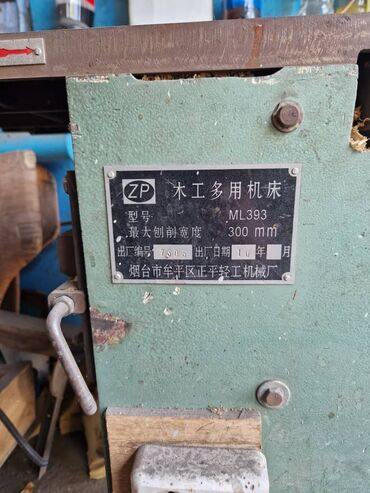 ZP 木工多用机床
型号 ML393
最大刨削宽度 300 mm
出厂编号 出厂日期 10 年 月
烟台市牟平区正平轻工机械厂